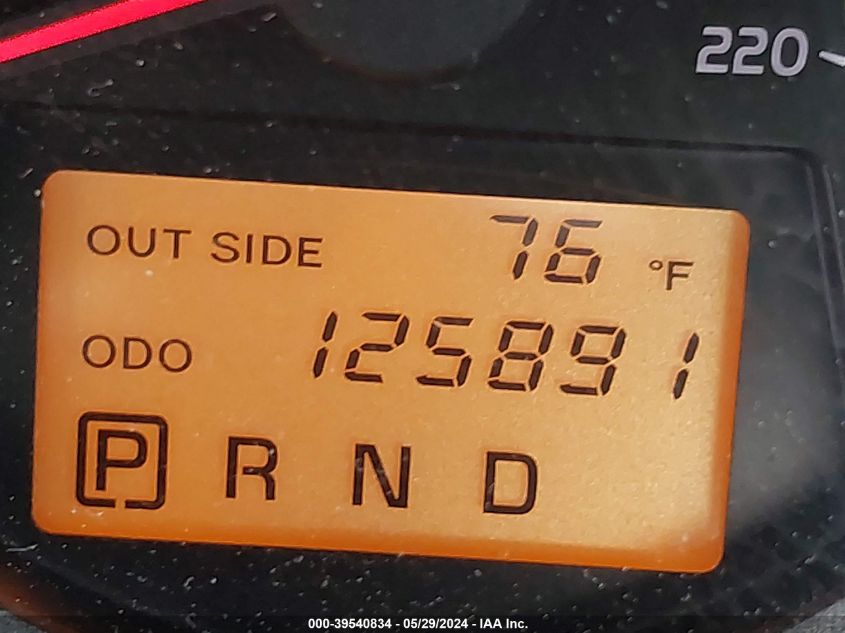 220
OUT SIDE 76 °F
ODO 125891
P R N D
000-39540834 - 05/29/2024 - IAA Inc.